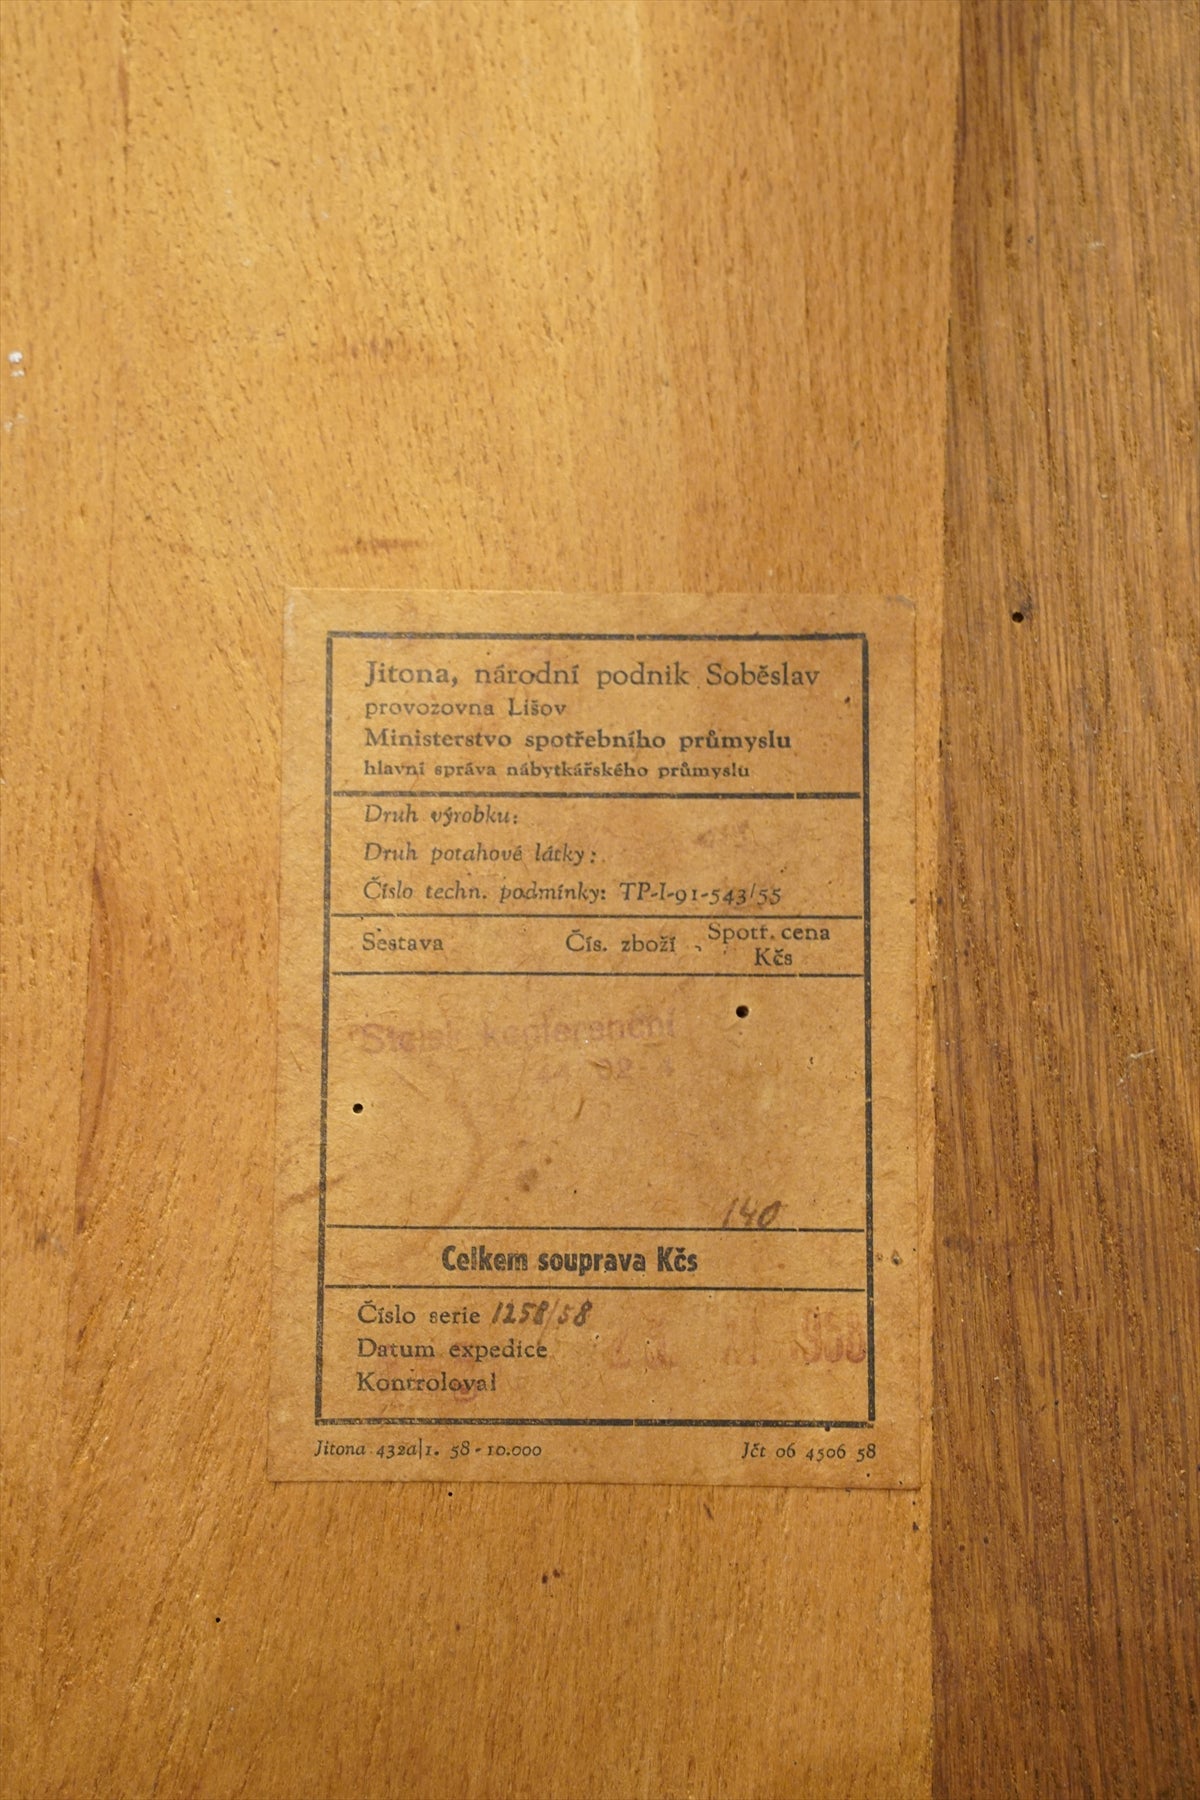 Jitona, národní podnik Soběslav
provozovna Lišov
Ministerstvo spotřebního průmyslu
hlavní správa nábytkářského průmyslu
Druh výrobku:
Druh potahové látky:
Číslo techn. podmínky: TP-I-91-543/55
Sestava Čís. zboží Spotř. cena Kčs
konferenční
140
Celkem souprava Kčs
Číslo serie 1258/58
Datum expedice
Kontroloval
Jitona 432a|1. 58 - 10.000 Jčt 06 4506 58